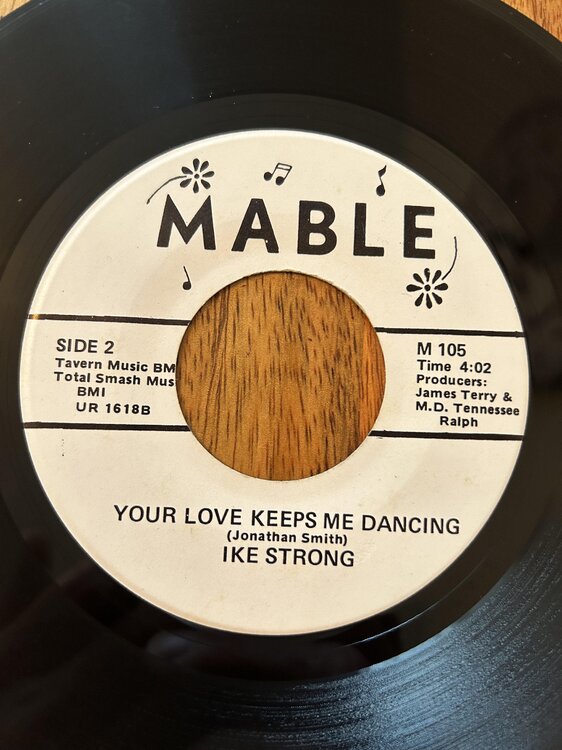 MABLE
SIDE 2
Tavern Music BM
Total Smash Mus
BMI
UR 1618B
M 105
Time 4:02
Producers:
James Terry &
M.D. Tennessee
Ralph
YOUR LOVE KEEPS ME DANCING
(Jonathan Smith)
IKE STRONG